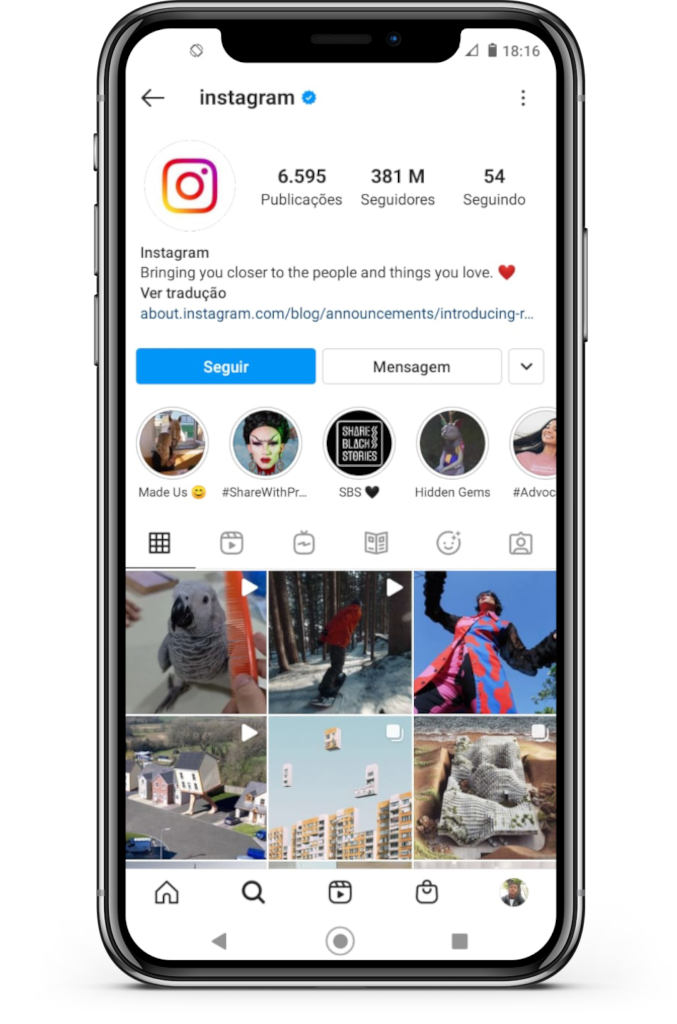 18:16
instagram
6.595 381 M 54
Publicações Seguidores Seguindo
Instagram
Bringing you closer to the people and things you love. ❤️
Ver tradução
about.instagram.com/blog/announcements/introducing-r...
Seguir Mensagem
SHARE
BLACK
STORIES
Made Us 😊 #ShareWithPr... SBS 🖤 Hidden Gems #Advoc